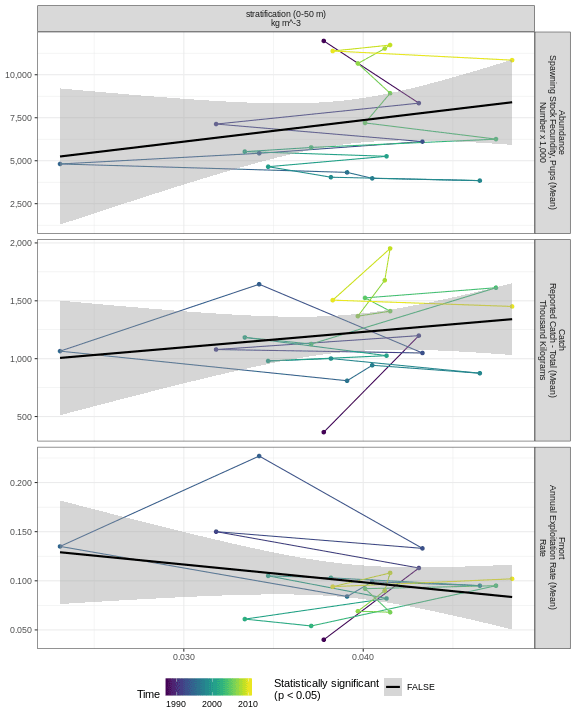 stratification (0-50 m)
kg m^-3
10,000
7,500
5,000
2,500
Abundance
Spawning Stock Fecundity, Pups (Mean)
Number x 1,000
2,000
1,500
1,000
500
Catch
Reported Catch - Total (Mean)
Thousand Kilograms
0.200
0.150
0.100
0.050
Fmort
Annual Exploitation Rate (Mean)
Rate
0.030
0.040
Time
1990
2000
2010
Statistically significant
(p < 0.05)
FALSE